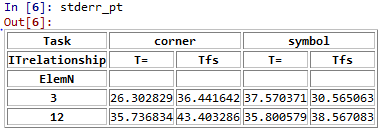 In [6]: stderr_pt
Out[6]:
Task corner symbol
ITrelationship T= Tfs T= Tfs
ElemN
3 26.302829 36.441642 37.570371 30.565063
12 35.736834 43.403286 35.800579 38.567083